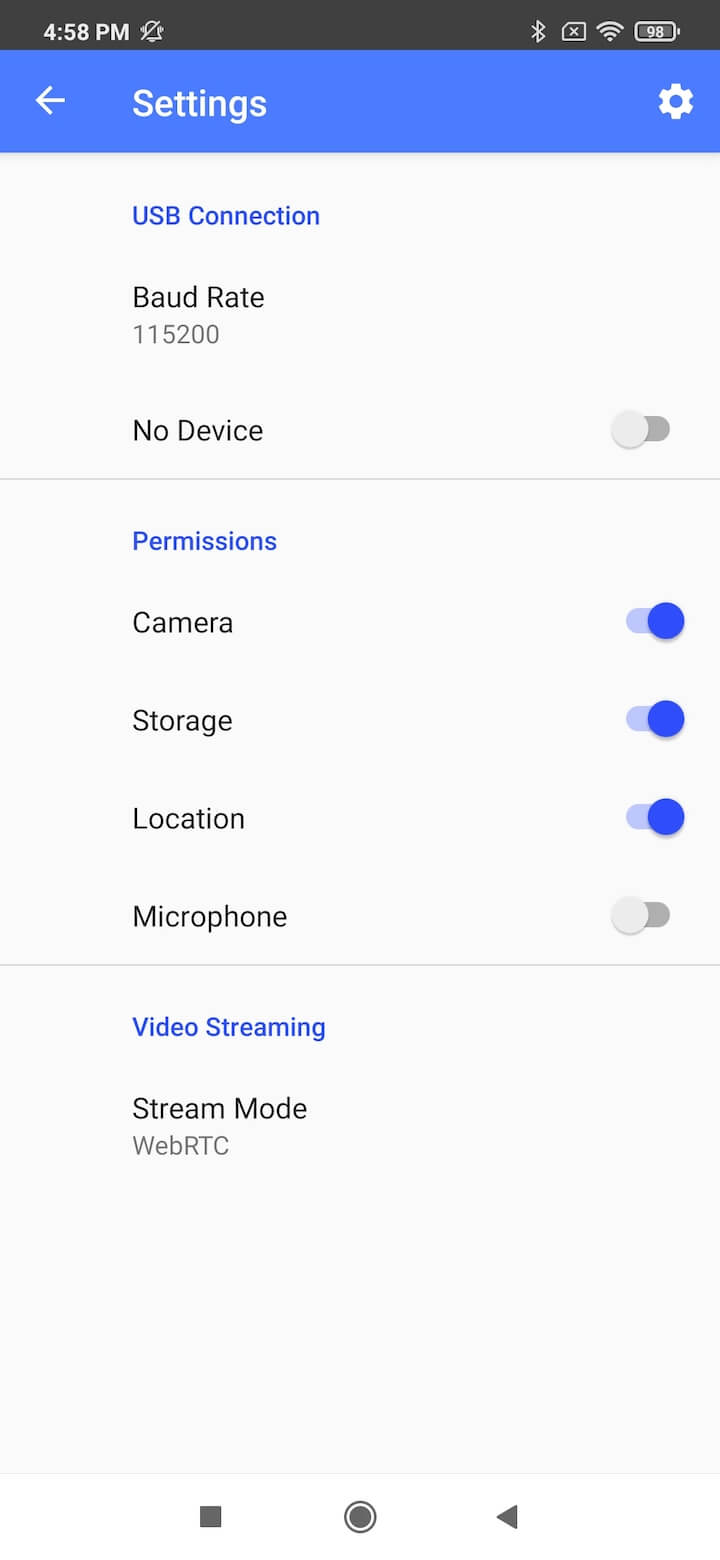 4:58 PM
98
Settings
USB Connection
Baud Rate
115200
No Device
Permissions
Camera
Storage
Location
Microphone
Video Streaming
Stream Mode
WebRTC